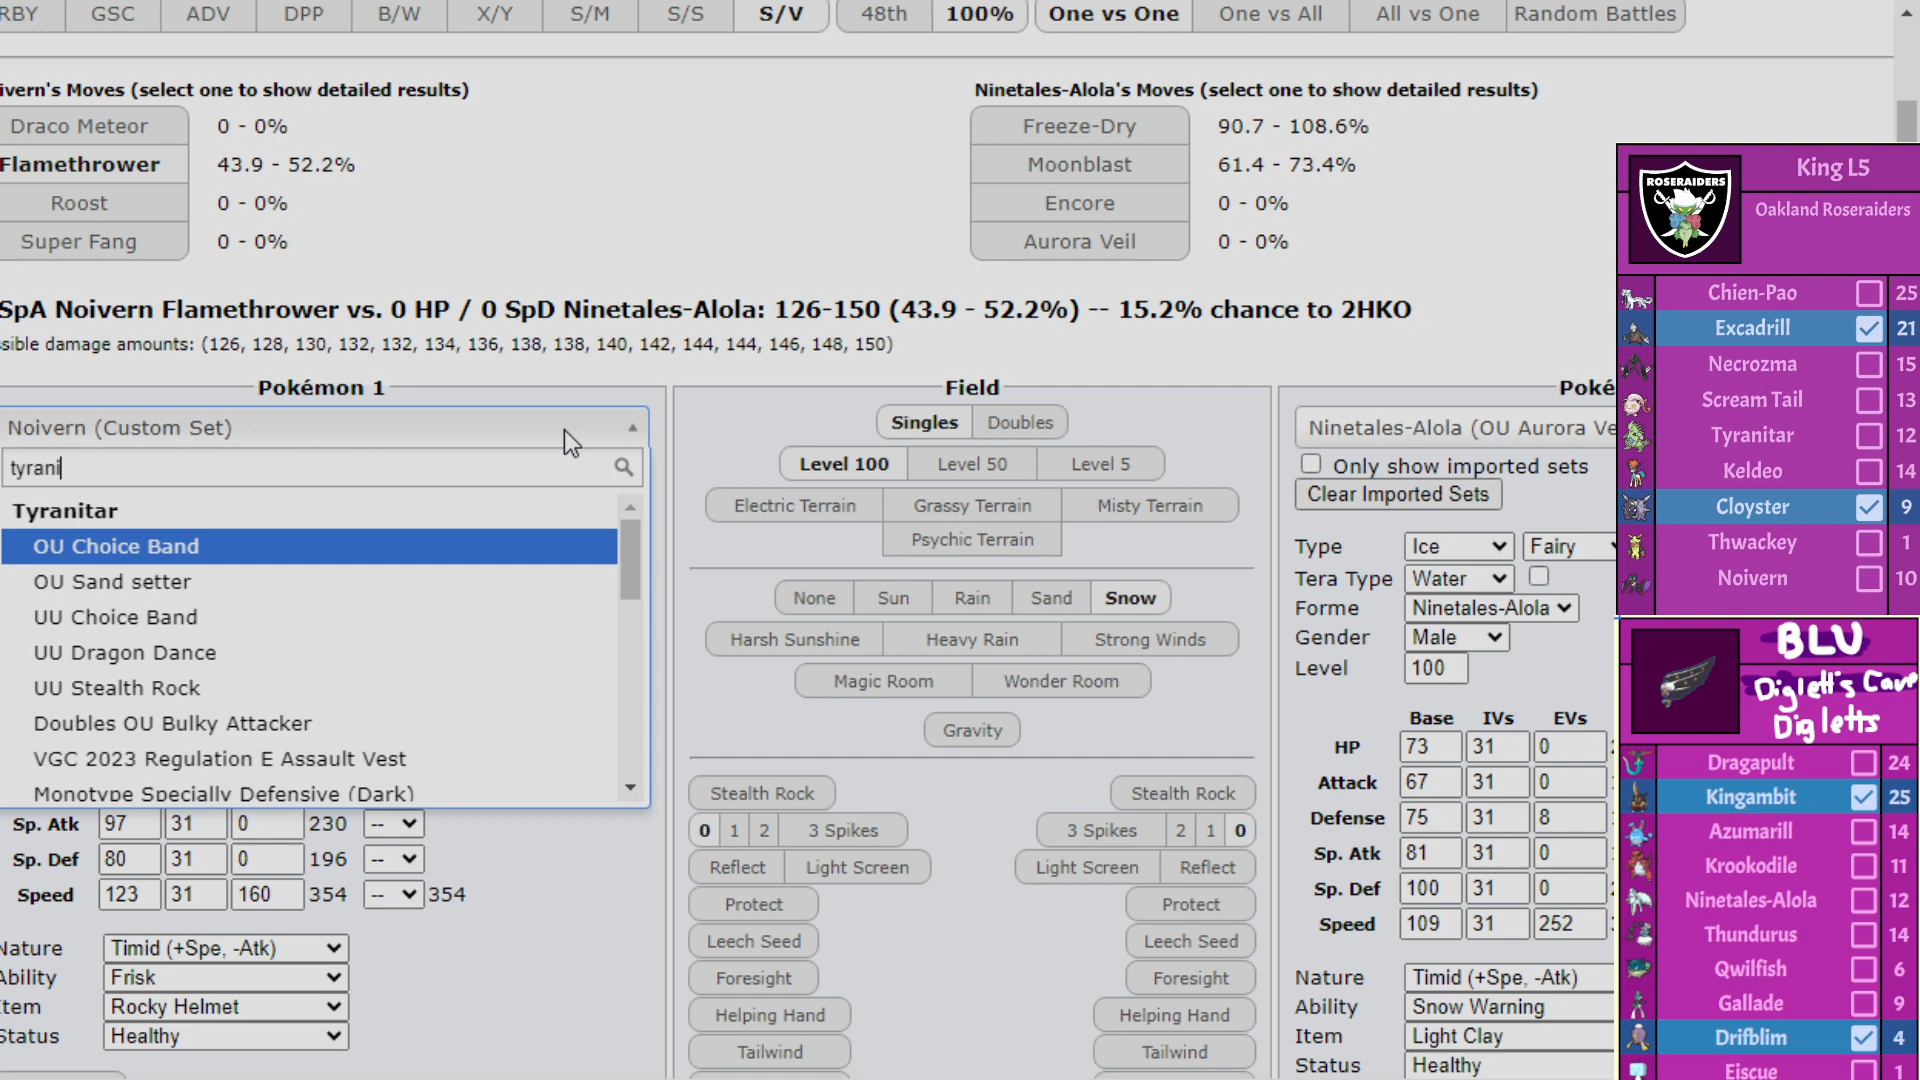 RBY GSC ADV DPP B/W X/Y S/M S/S S/V 48th 100% One vs One One vs All All vs One Random Battles
ivern's Moves (select one to show detailed results)
Draco Meteor 0 - 0%
Flamethrower 43.9 - 52.2%
Roost 0 - 0%
Super Fang 0 - 0%
Ninetales-Alola's Moves (select one to show detailed results)
Freeze-Dry 90.7 - 108.6%
Moonblast 61.4 - 73.4%
Encore 0 - 0%
Aurora Veil 0 - 0%
SpA Noivern Flamethrower vs. 0 HP / 0 SpD Ninetales-Alola: 126-150 (43.9 - 52.2%) -- 15.2% chance to 2HKO
sible damage amounts: (126, 128, 130, 132, 132, 134, 136, 138, 138, 140, 142, 144, 144, 146, 148, 150)
Pokémon 1
Noivern (Custom Set)
tyrani
Tyranitar
OU Choice Band
OU Sand setter
UU Choice Band
UU Dragon Dance
UU Stealth Rock
Doubles OU Bulky Attacker
VGC 2023 Regulation E Assault Vest
Monotype Specially Defensive (Dark)
Sp. Atk 97 31 0 230 --
Sp. Def 80 31 0 196 --
Speed 123 31 160 354 -- 354
Nature Timid (+Spe, -Atk)
Ability Frisk
tem Rocky Helmet
Status Healthy
Field
Singles Doubles
Level 100 Level 50 Level 5
Electric Terrain Grassy Terrain Misty Terrain
Psychic Terrain
None Sun Rain Sand Snow
Harsh Sunshine Heavy Rain Strong Winds
Magic Room Wonder Room
Gravity
Stealth Rock Stealth Rock
0 1 2 3 Spikes 3 Spikes 2 1 0
Reflect Light Screen Light Screen Reflect
Protect Protect
Leech Seed Leech Seed
Foresight Foresight
Helping Hand Helping Hand
Tailwind Tailwind
Poké
Ninetales-Alola (OU Aurora Ve
Only show imported sets
Clear Imported Sets
Type Ice Fairy
Tera Type Water
Forme Ninetales-Alola
Gender Male
Level 100
Base IVs EVs
HP 73 31 0
Attack 67 31 0
Defense 75 31 8
Sp. Atk 81 31 0
Sp. Def 100 31 0
Speed 109 31 252
Nature Timid (+Spe, -Atk)
Ability Snow Warning
Item Light Clay
Status Healthy
ROSERAIDERS
King L5
Oakland Roseraiders
Chien-Pao 25
Excadrill 21
Necrozma 15
Scream Tail 13
Tyranitar 12
Keldeo 14
Cloyster 9
Thwackey 1
Noivern 10
BLU
Diglett's Cave
Digletts
Dragapult 24
Kingambit 25
Azumarill 14
Krookodile 11
Ninetales-Alola 12
Thundurus 14
Qwilfish 6
Gallade 9
Drifblim 4
Eiscue 1